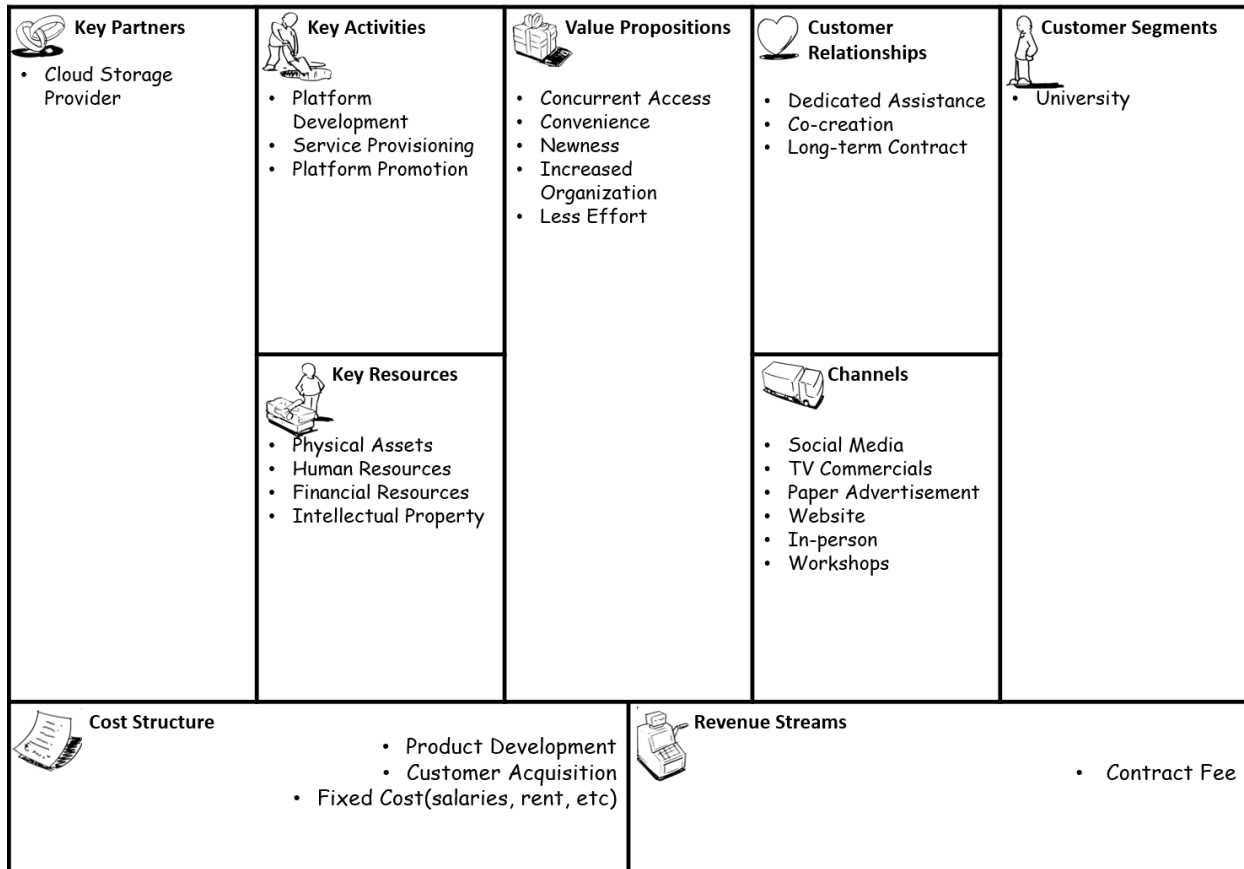 Key Partners
• Cloud Storage
Provider
Key Activities
• Platform
Development
• Service Provisioning
• Platform Promotion
Key Resources
• Physical Assets
• Human Resources
• Financial Resources
• Intellectual Property
Value Propositions
• Concurrent Access
• Convenience
• Newness
• Increased
Organization
• Less Effort
Customer
Relationships
• Dedicated Assistance
• Co-creation
• Long-term Contract
Channels
• Social Media
• TV Commercials
• Paper Advertisement
• Website
• In-person
• Workshops
Customer Segments
• University
Cost Structure
• Product Development
• Customer Acquisition
• Fixed Cost(salaries, rent, etc)
Revenue Streams
• Contract Fee